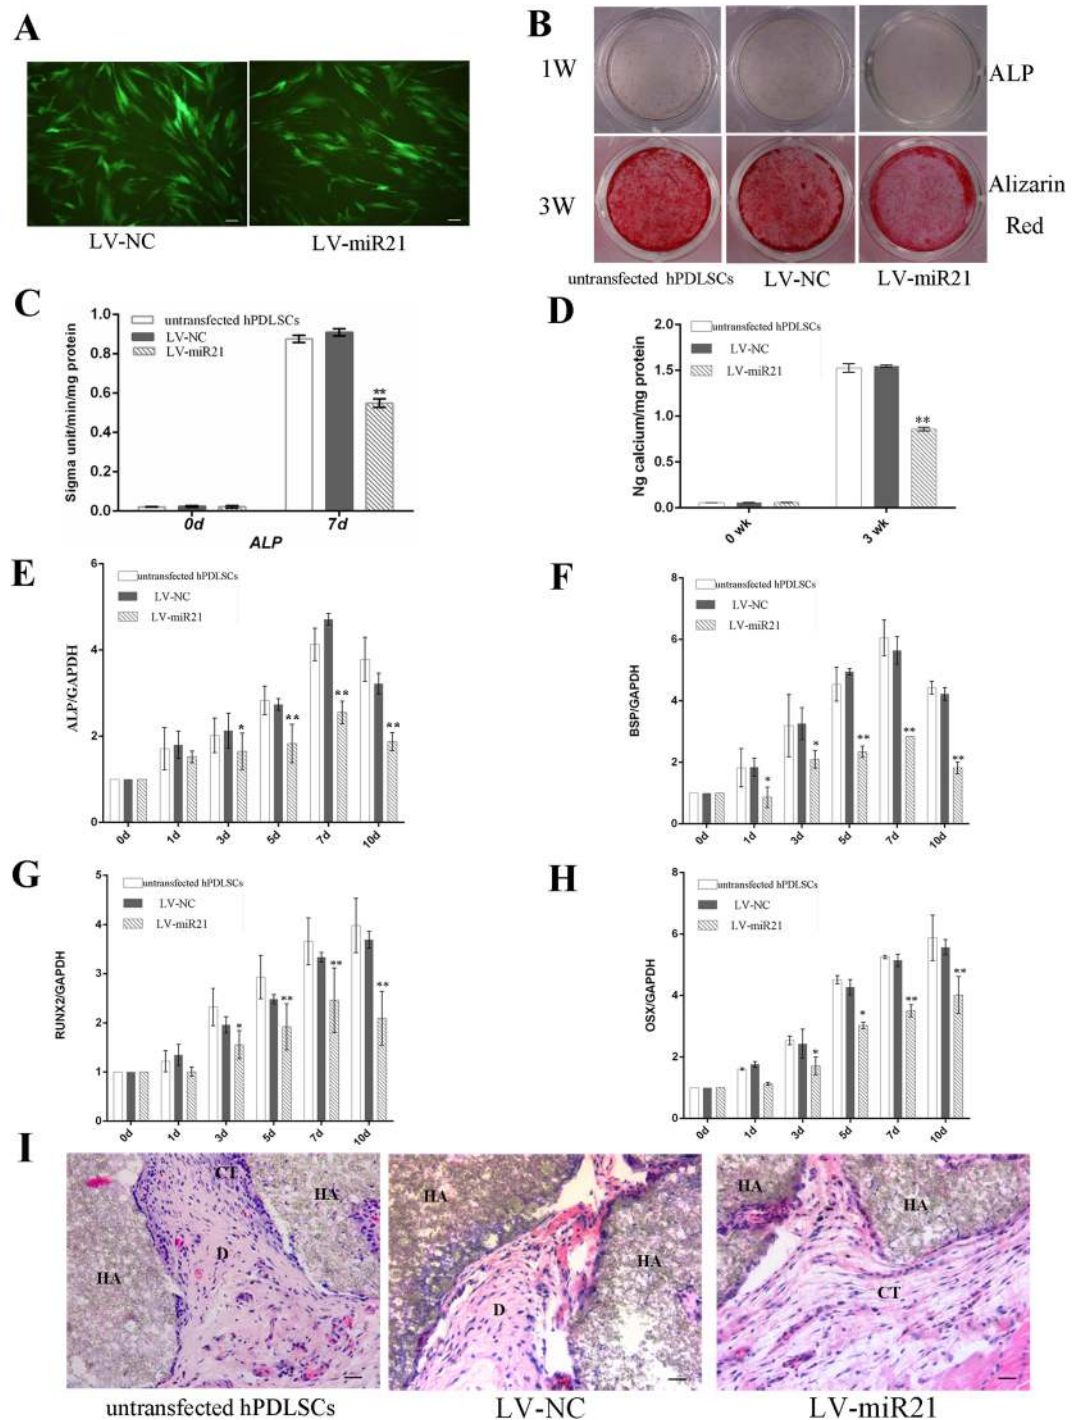 A
LV-NC
LV-miR21
B
1W
ALP
3W
Alizarin
Red
untransfected hPDLSCs
LV-NC
LV-miR21
C
untransfected hPDLSCs
LV-NC
LV-miR21
Sigma unit/min/mg protein
1.0
0.8
0.6
0.4
0.2
0.0
**
0d
7d
ALP
D
untransfected hPDLSCs
LV-NC
LV-miR21
Ng calcium/mg protein
2.0
1.5
1.0
0.5
0.0
**
0 wk
3 wk
E
untransfected hPDLSCs
LV-NC
LV-miR21
ALP/GAPDH
6
4
2
0
*
**
**
**
0d
1d
3d
5d
7d
10d
F
untransfected hPDLSCs
LV-NC
LV-miR21
BSP/GAPDH
8
6
4
2
0
*
*
**
**
**
0d
1d
3d
5d
7d
10d
G
untransfected hPDLSCs
LV-NC
LV-miR21
RUNX2/GAPDH
5
4
3
2
1
0
*
**
**
**
0d
1d
3d
5d
7d
10d
H
untransfected hPDLSCs
LV-NC
LV-miR21
OSX/GAPDH
8
6
4
2
0
*
*
**
**
0d
1d
3d
5d
7d
10d
I
CT
HA
D
HA
untransfected hPDLSCs
HA
HA
D
LV-NC
HA
HA
CT
LV-miR21